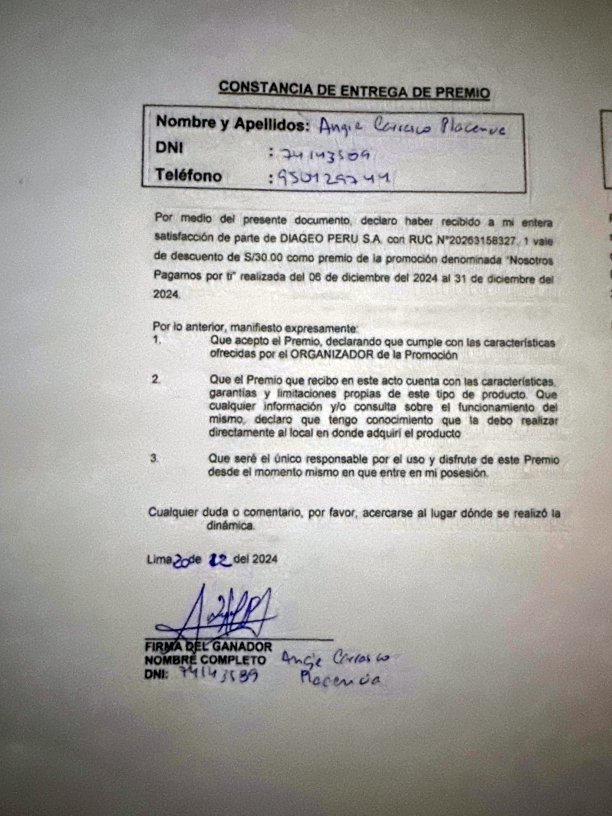 CONSTANCIA DE ENTREGA DE PREMIO
Nombre y Apellidos: Angie Carrasco
DNI :
Teléfono :
Por medio del presente documento, declaro haber recibido a mi entera
satisfacción de parte de DIAGEO PERU S.A. con RUC N°20263158327, 1 vale
de descuento de S/30.00 como premio de la promoción denominada "Nosotros
Pagamos por ti" realizada del 06 de diciembre del 2024 al 31 de diciembre del
2024.
Por lo anterior, manifiesto expresamente:
1. Que acepto el Premio, declarando que cumple con las características
ofrecidas por el ORGANIZADOR de la Promoción
2. Que el Premio que recibo en este acto cuenta con las características,
garantías y limitaciones propias de este tipo de producto. Que
cualquier información y/o consulta sobre el funcionamiento del
mismo, declaro que tengo conocimiento que la debo realizar
directamente al local en donde adquirí el producto
3. Que seré el único responsable por el uso y disfrute de este Premio
desde el momento mismo en que entre en mi posesión.
Cualquier duda o comentario, por favor, acercarse al lugar dónde se realizó la
dinámica.
Lima 20 de 12 del 2024
FIRMA DEL GANADOR
NOMBRE COMPLETO Angie Carrasco
Placencia
DNI: